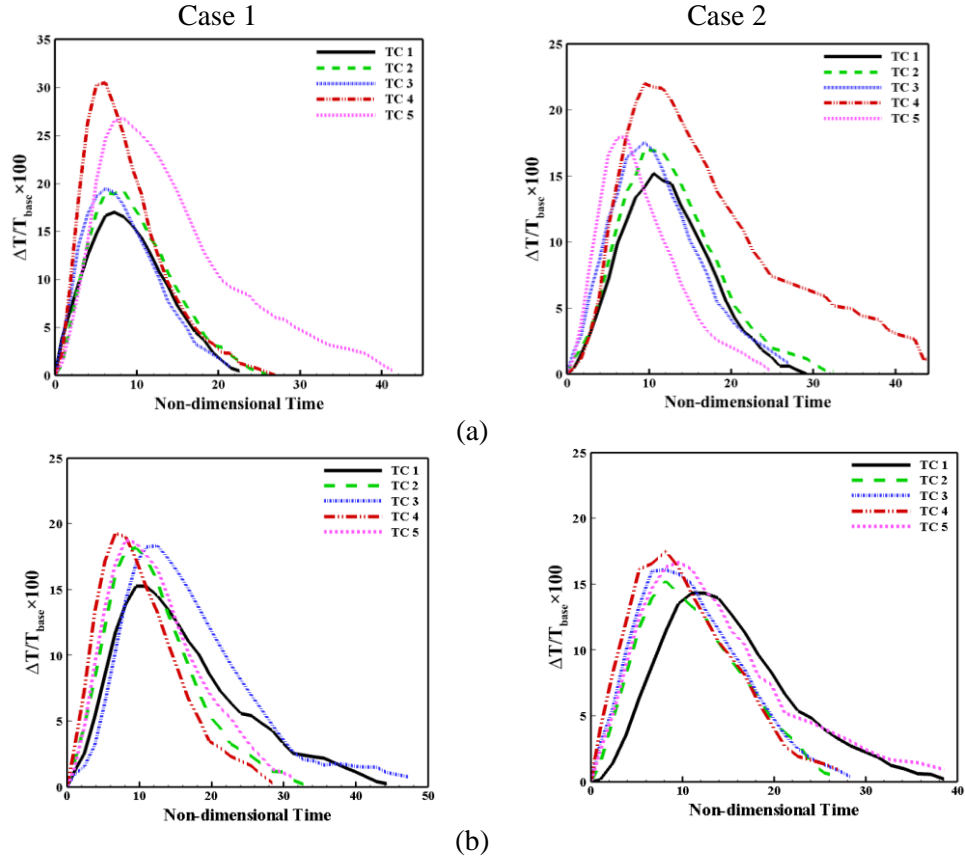 Case 1
Case 2
35
30
25
20
15
10
5
0
ΔT/T_base ×100
TC 1
TC 2
TC 3
TC 4
TC 5
0 10 20 30 40
Non-dimensional Time
25
20
15
10
5
0
ΔT/T_base ×100
TC 1
TC 2
TC 3
TC 4
TC 5
0 10 20 30 40
Non-dimensional Time
(a)
25
20
15
10
5
0
ΔT/T_base ×100
TC 1
TC 2
TC 3
TC 4
TC 5
0 10 20 30 40 50
Non-dimensional Time
25
20
15
10
5
0
ΔT/T_base ×100
TC 1
TC 2
TC 3
TC 4
TC 5
0 10 20 30 40
Non-dimensional Time
(b)